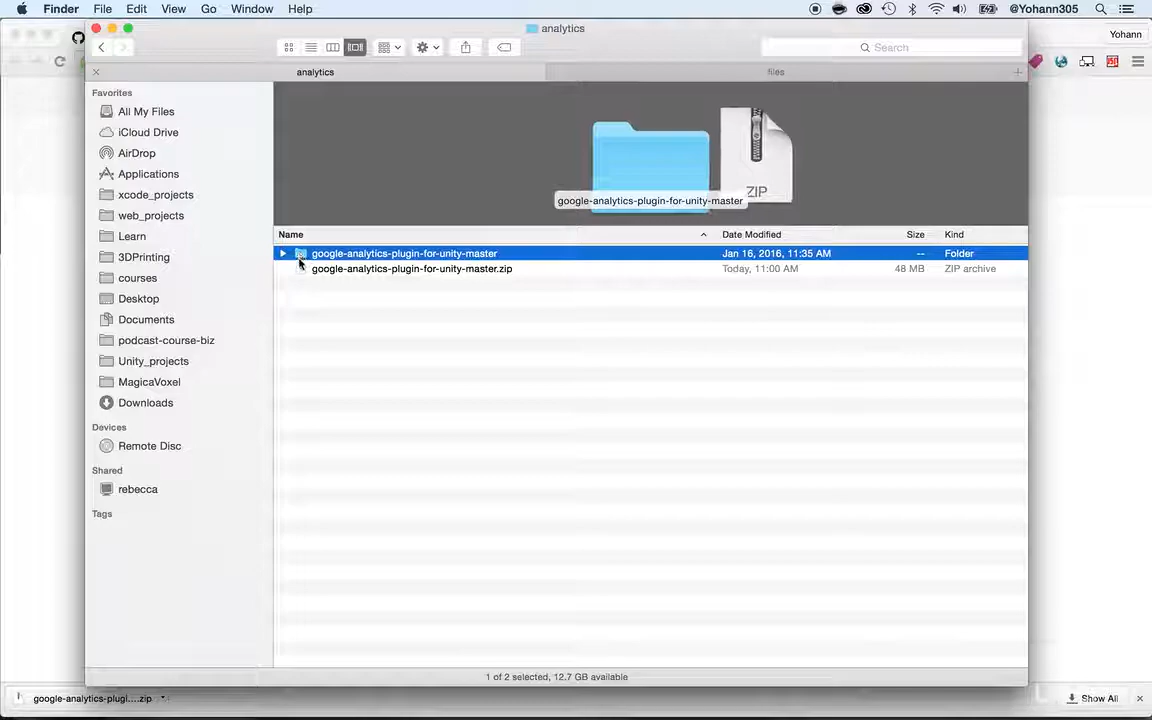 Finder File Edit View Go Window Help @Yohann305
analytics
Yohann
Search
analytics files
Favorites
All My Files
iCloud Drive
AirDrop
Applications
xcode_projects
web_projects
Learn
3DPrinting
courses
Desktop
Documents
podcast-course-biz
Unity_projects
MagicaVoxel
Downloads
Devices
Remote Disc
Shared
rebecca
Tags
ZIP
google-analytics-plugin-for-unity-master
Name Date Modified Size Kind
google-analytics-plugin-for-unity-master Jan 16, 2016, 11:35 AM -- Folder
google-analytics-plugin-for-unity-master.zip Today, 11:00 AM 48 MB ZIP archive
1 of 2 selected, 12.7 GB available
google-analytics-plugi....zip Show All